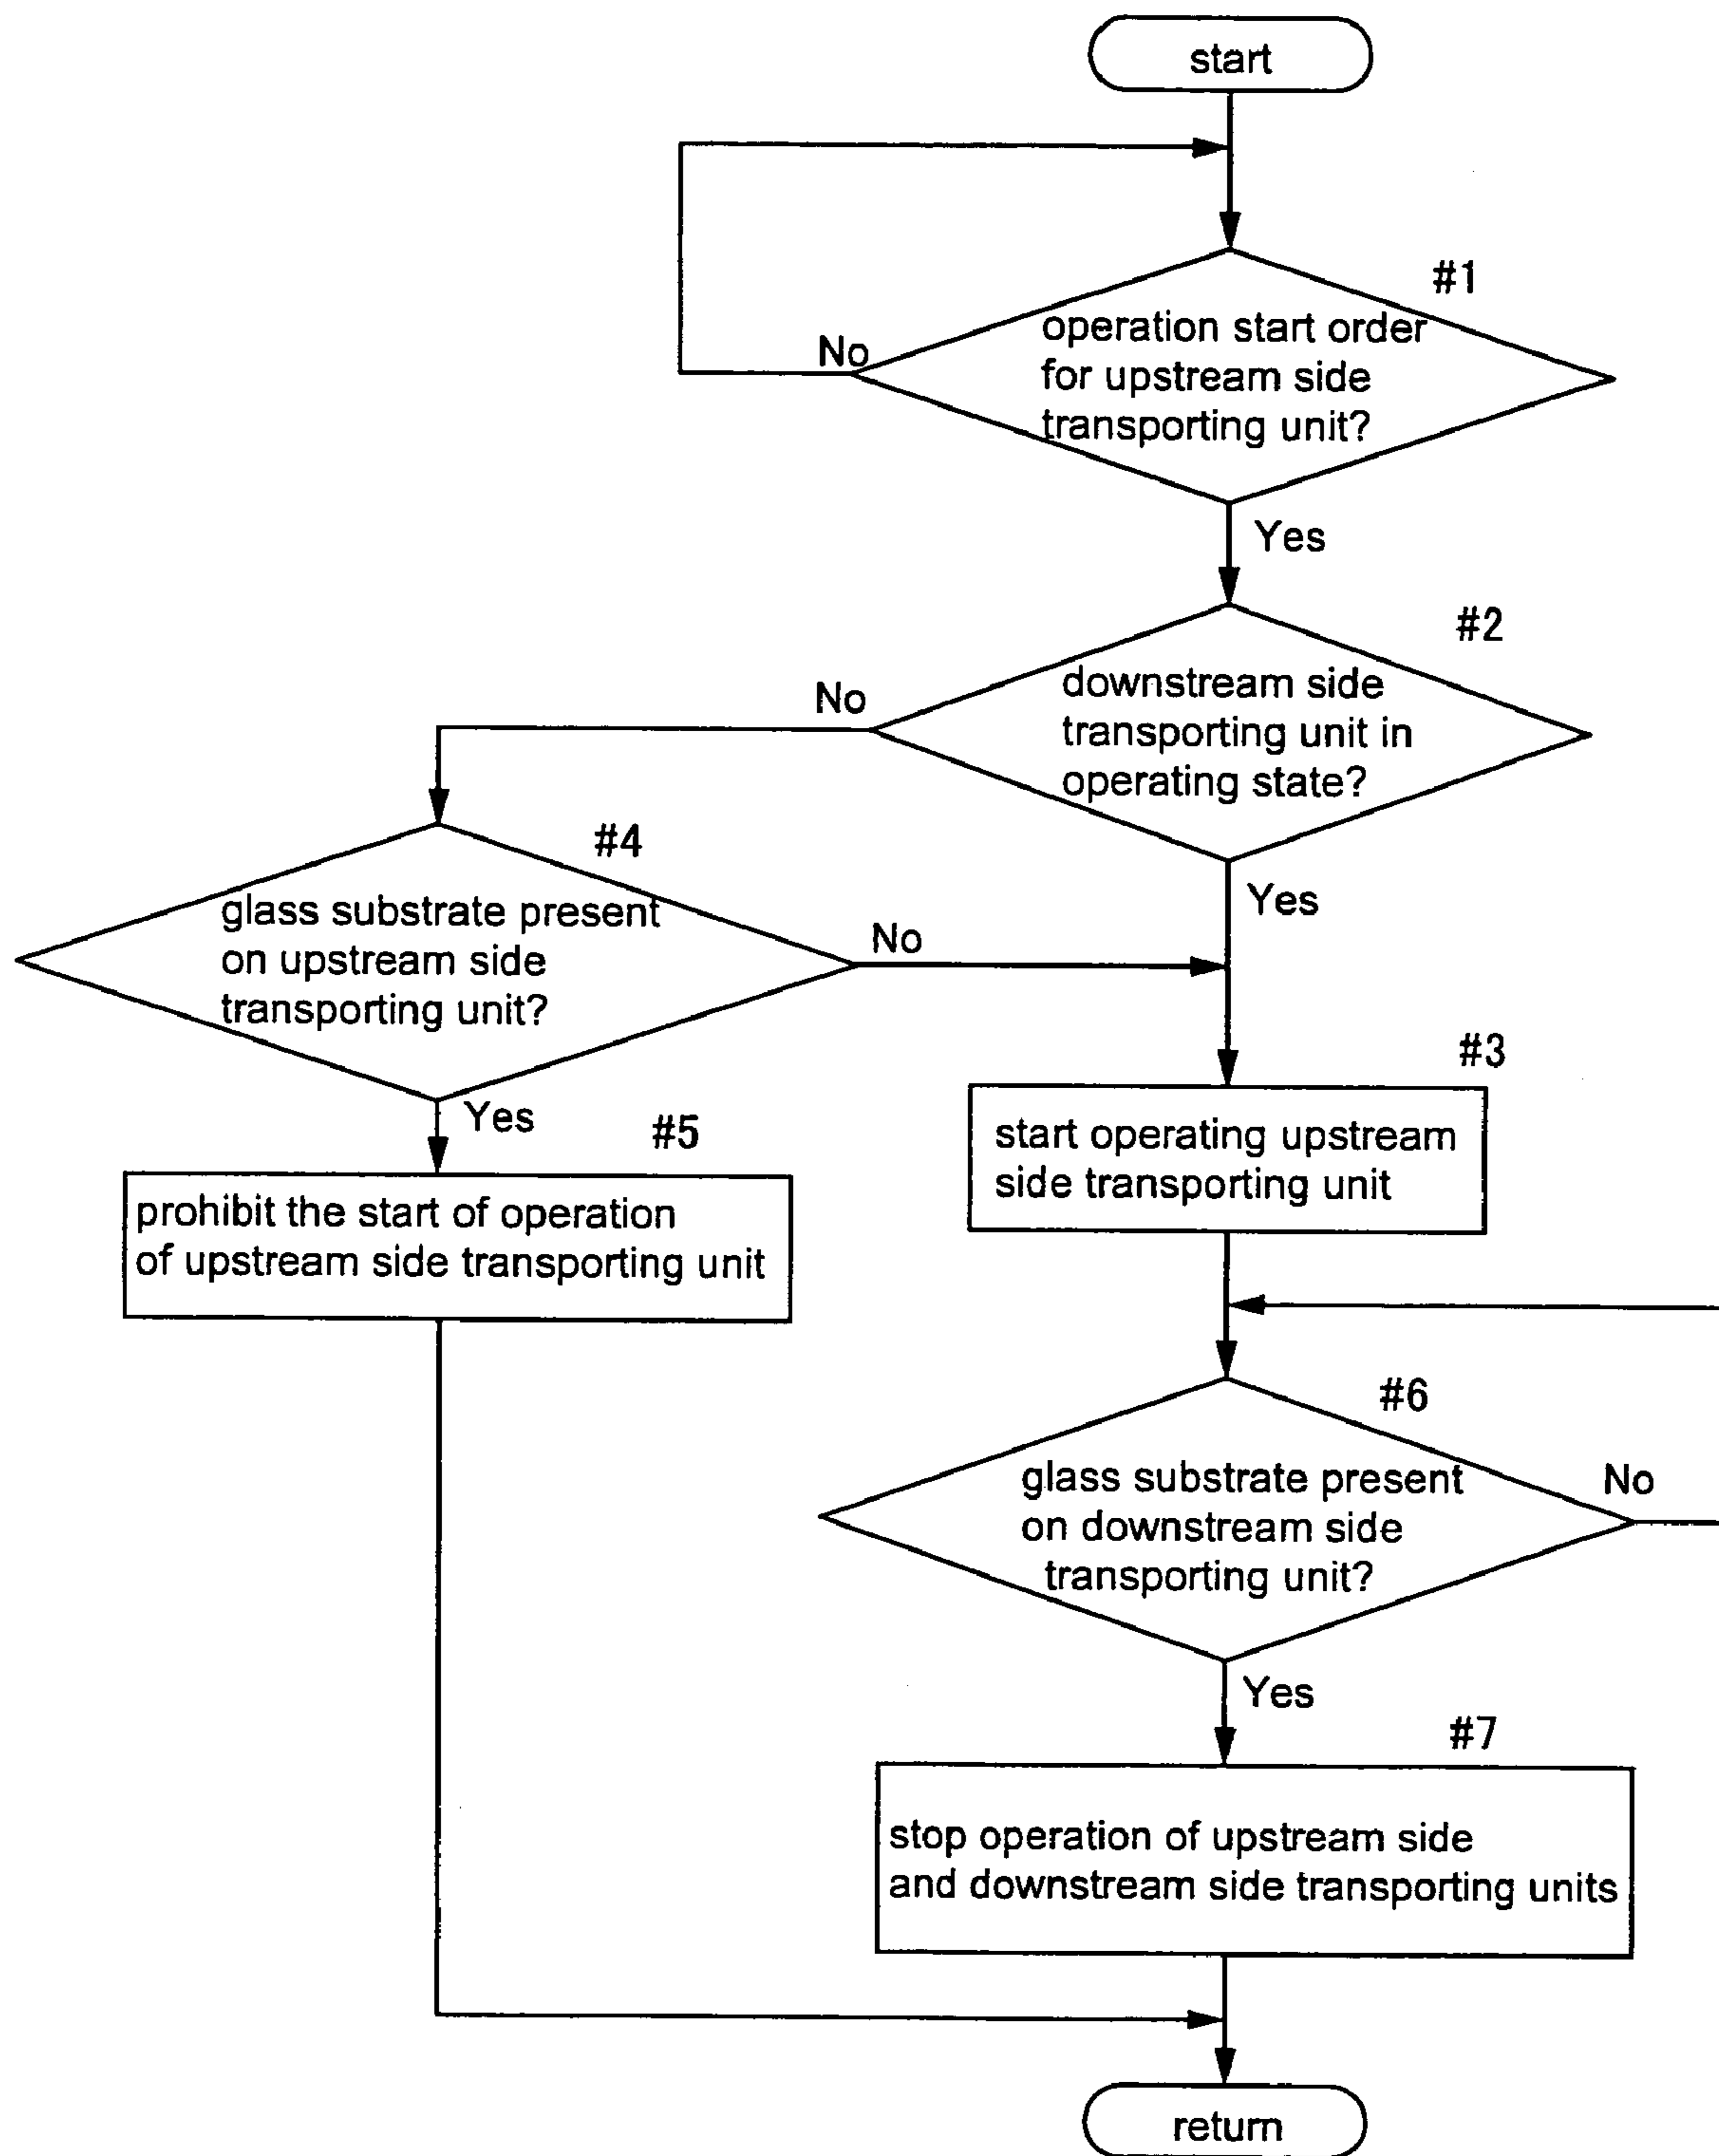 start
#1
operation start order
for upstream side
transporting unit?
No
Yes
#2
downstream side
transporting unit in
operating state?
No
Yes
#4
glass substrate present
on upstream side
transporting unit?
No
Yes
#3
start operating upstream
side transporting unit
#5
prohibit the start of operation
of upstream side transporting unit
#6
glass substrate present
on downstream side
transporting unit?
No
Yes
#7
stop operation of upstream side
and downstream side transporting units
return